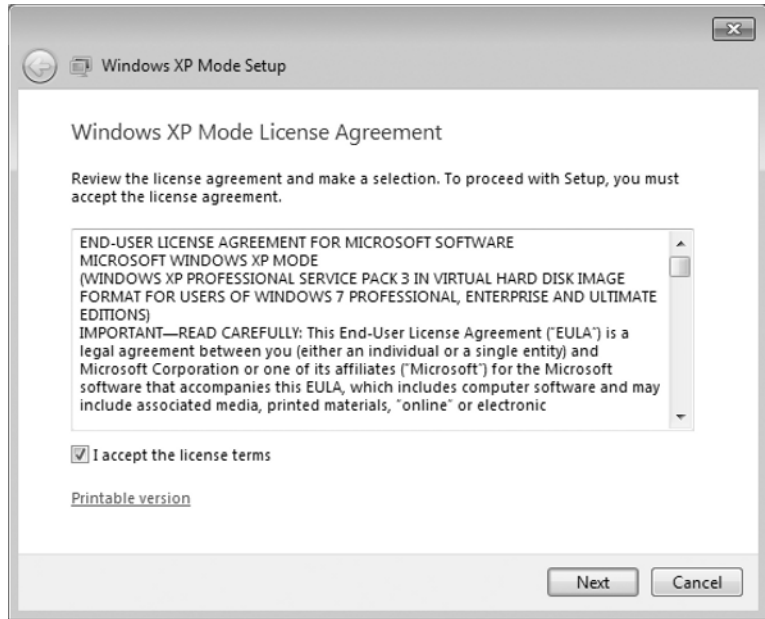 Windows XP Mode Setup
Windows XP Mode License Agreement
Review the license agreement and make a selection. To proceed with Setup, you must
accept the license agreement.
END-USER LICENSE AGREEMENT FOR MICROSOFT SOFTWARE
MICROSOFT WINDOWS XP MODE
(WINDOWS XP PROFESSIONAL SERVICE PACK 3 IN VIRTUAL HARD DISK IMAGE
FORMAT FOR USERS OF WINDOWS 7 PROFESSIONAL, ENTERPRISE AND ULTIMATE
EDITIONS)
IMPORTANT—READ CAREFULLY: This End-User License Agreement ("EULA") is a
legal agreement between you (either an individual or a single entity) and
Microsoft Corporation or one of its affiliates ("Microsoft") for the Microsoft
software that accompanies this EULA, which includes computer software and may
include associated media, printed materials, "online" or electronic
I accept the license terms
Printable version
Next
Cancel